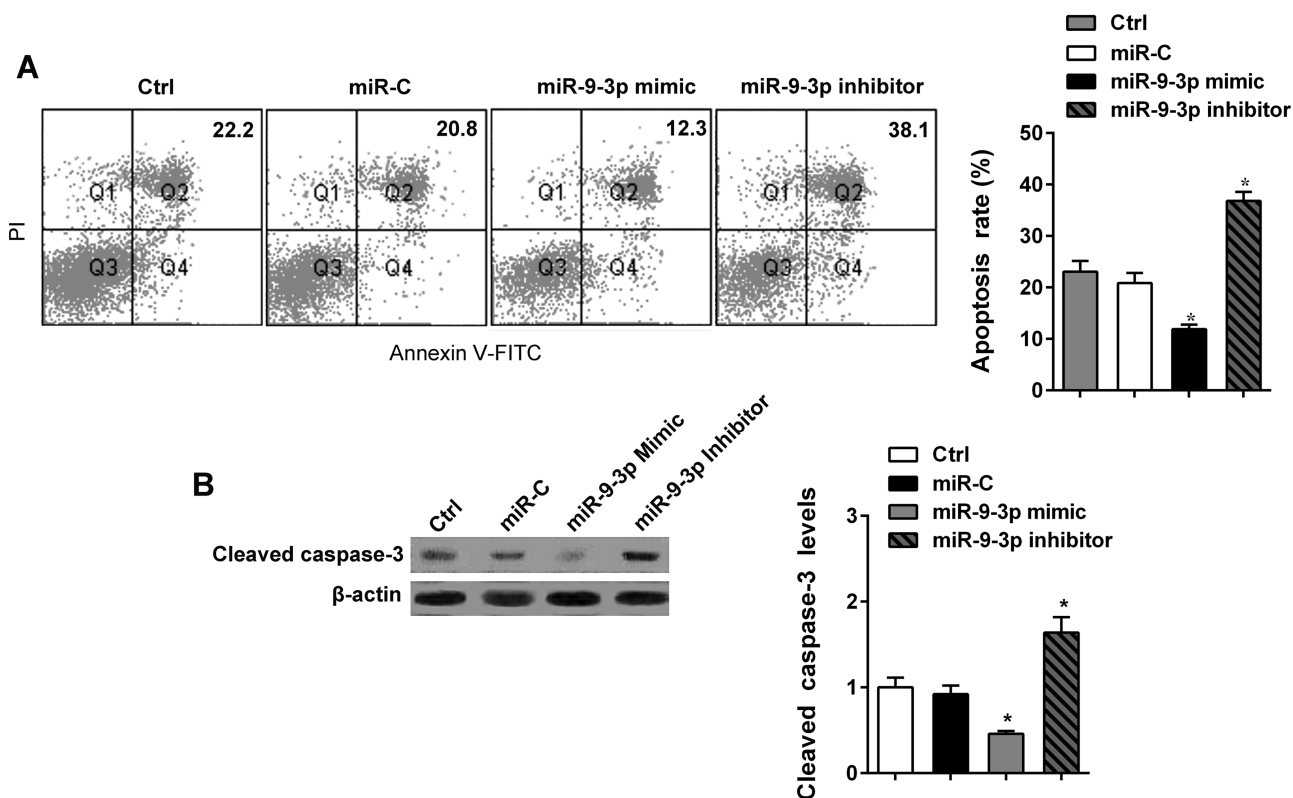 A
Ctrl
miR-C
miR-9-3p mimic
miR-9-3p inhibitor
22.2
20.8
12.3
38.1
Q1
Q2
Q3
Q4
Q1
Q2
Q3
Q4
Q1
Q2
Q3
Q4
Q1
Q2
Q3
Q4
PI
Annexin V-FITC
Ctrl
miR-C
miR-9-3p mimic
miR-9-3p inhibitor
Apoptosis rate (%)
50
40
30
20
10
0
*
*
B
Ctrl
miR-C
miR-9-3p Mimic
miR-9-3p Inhibitor
Cleaved caspase-3
β-actin
Ctrl
miR-C
miR-9-3p mimic
miR-9-3p inhibitor
Cleaved caspase-3 levels
3
2
1
0
*
*